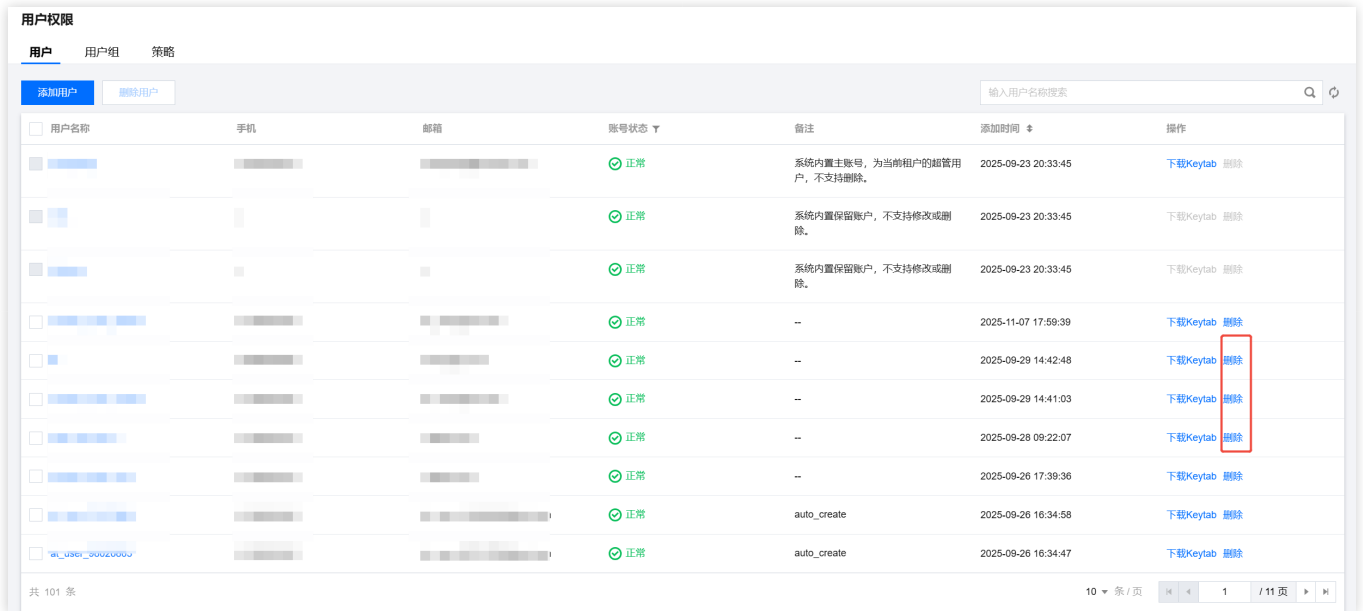 用户权限
用户 用户组 策略
添加用户 删除用户 输入用户名称搜索
用户名称 手机 邮箱 账号状态 备注 添加时间 操作
正常 系统内置主账号，为当前租户的超管用 2025-09-23 20:33:45 下载Keytab 删除
户，不支持删除。
正常 系统内置保留账户，不支持修改或删 2025-09-23 20:33:45 下载Keytab 删除
除。
正常 系统内置保留账户，不支持修改或删 2025-09-23 20:33:45 下载Keytab 删除
除。
正常 -- 2025-11-07 17:59:39 下载Keytab 删除
正常 -- 2025-09-29 14:42:48 下载Keytab 删除
正常 -- 2025-09-29 14:41:03 下载Keytab 删除
正常 -- 2025-09-28 09:22:07 下载Keytab 删除
正常 -- 2025-09-26 17:39:36 下载Keytab 删除
正常 auto_create 2025-09-26 16:34:58 下载Keytab 删除
正常 auto_create 2025-09-26 16:34:47 下载Keytab 删除
共 101 条 10 条 / 页 1 / 11 页